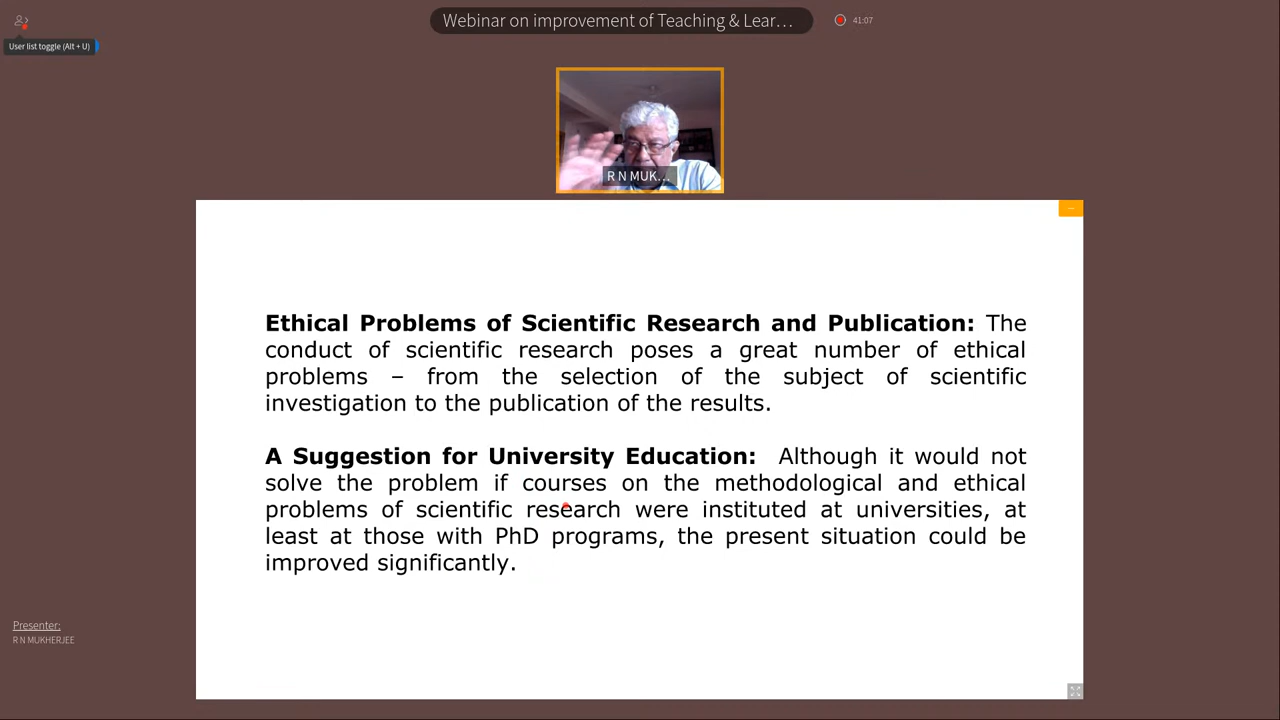 Webinar on improvement of Teaching & Lear...
41:07
User list toggle (Alt + U)
R N MUK...
Ethical Problems of Scientific Research and Publication: The
conduct of scientific research poses a great number of ethical
problems – from the selection of the subject of scientific
investigation to the publication of the results.
A Suggestion for University Education: Although it would not
solve the problem if courses on the methodological and ethical
problems of scientific research were instituted at universities, at
least at those with PhD programs, the present situation could be
improved significantly.
Presenter:
R N MUKHERJEE